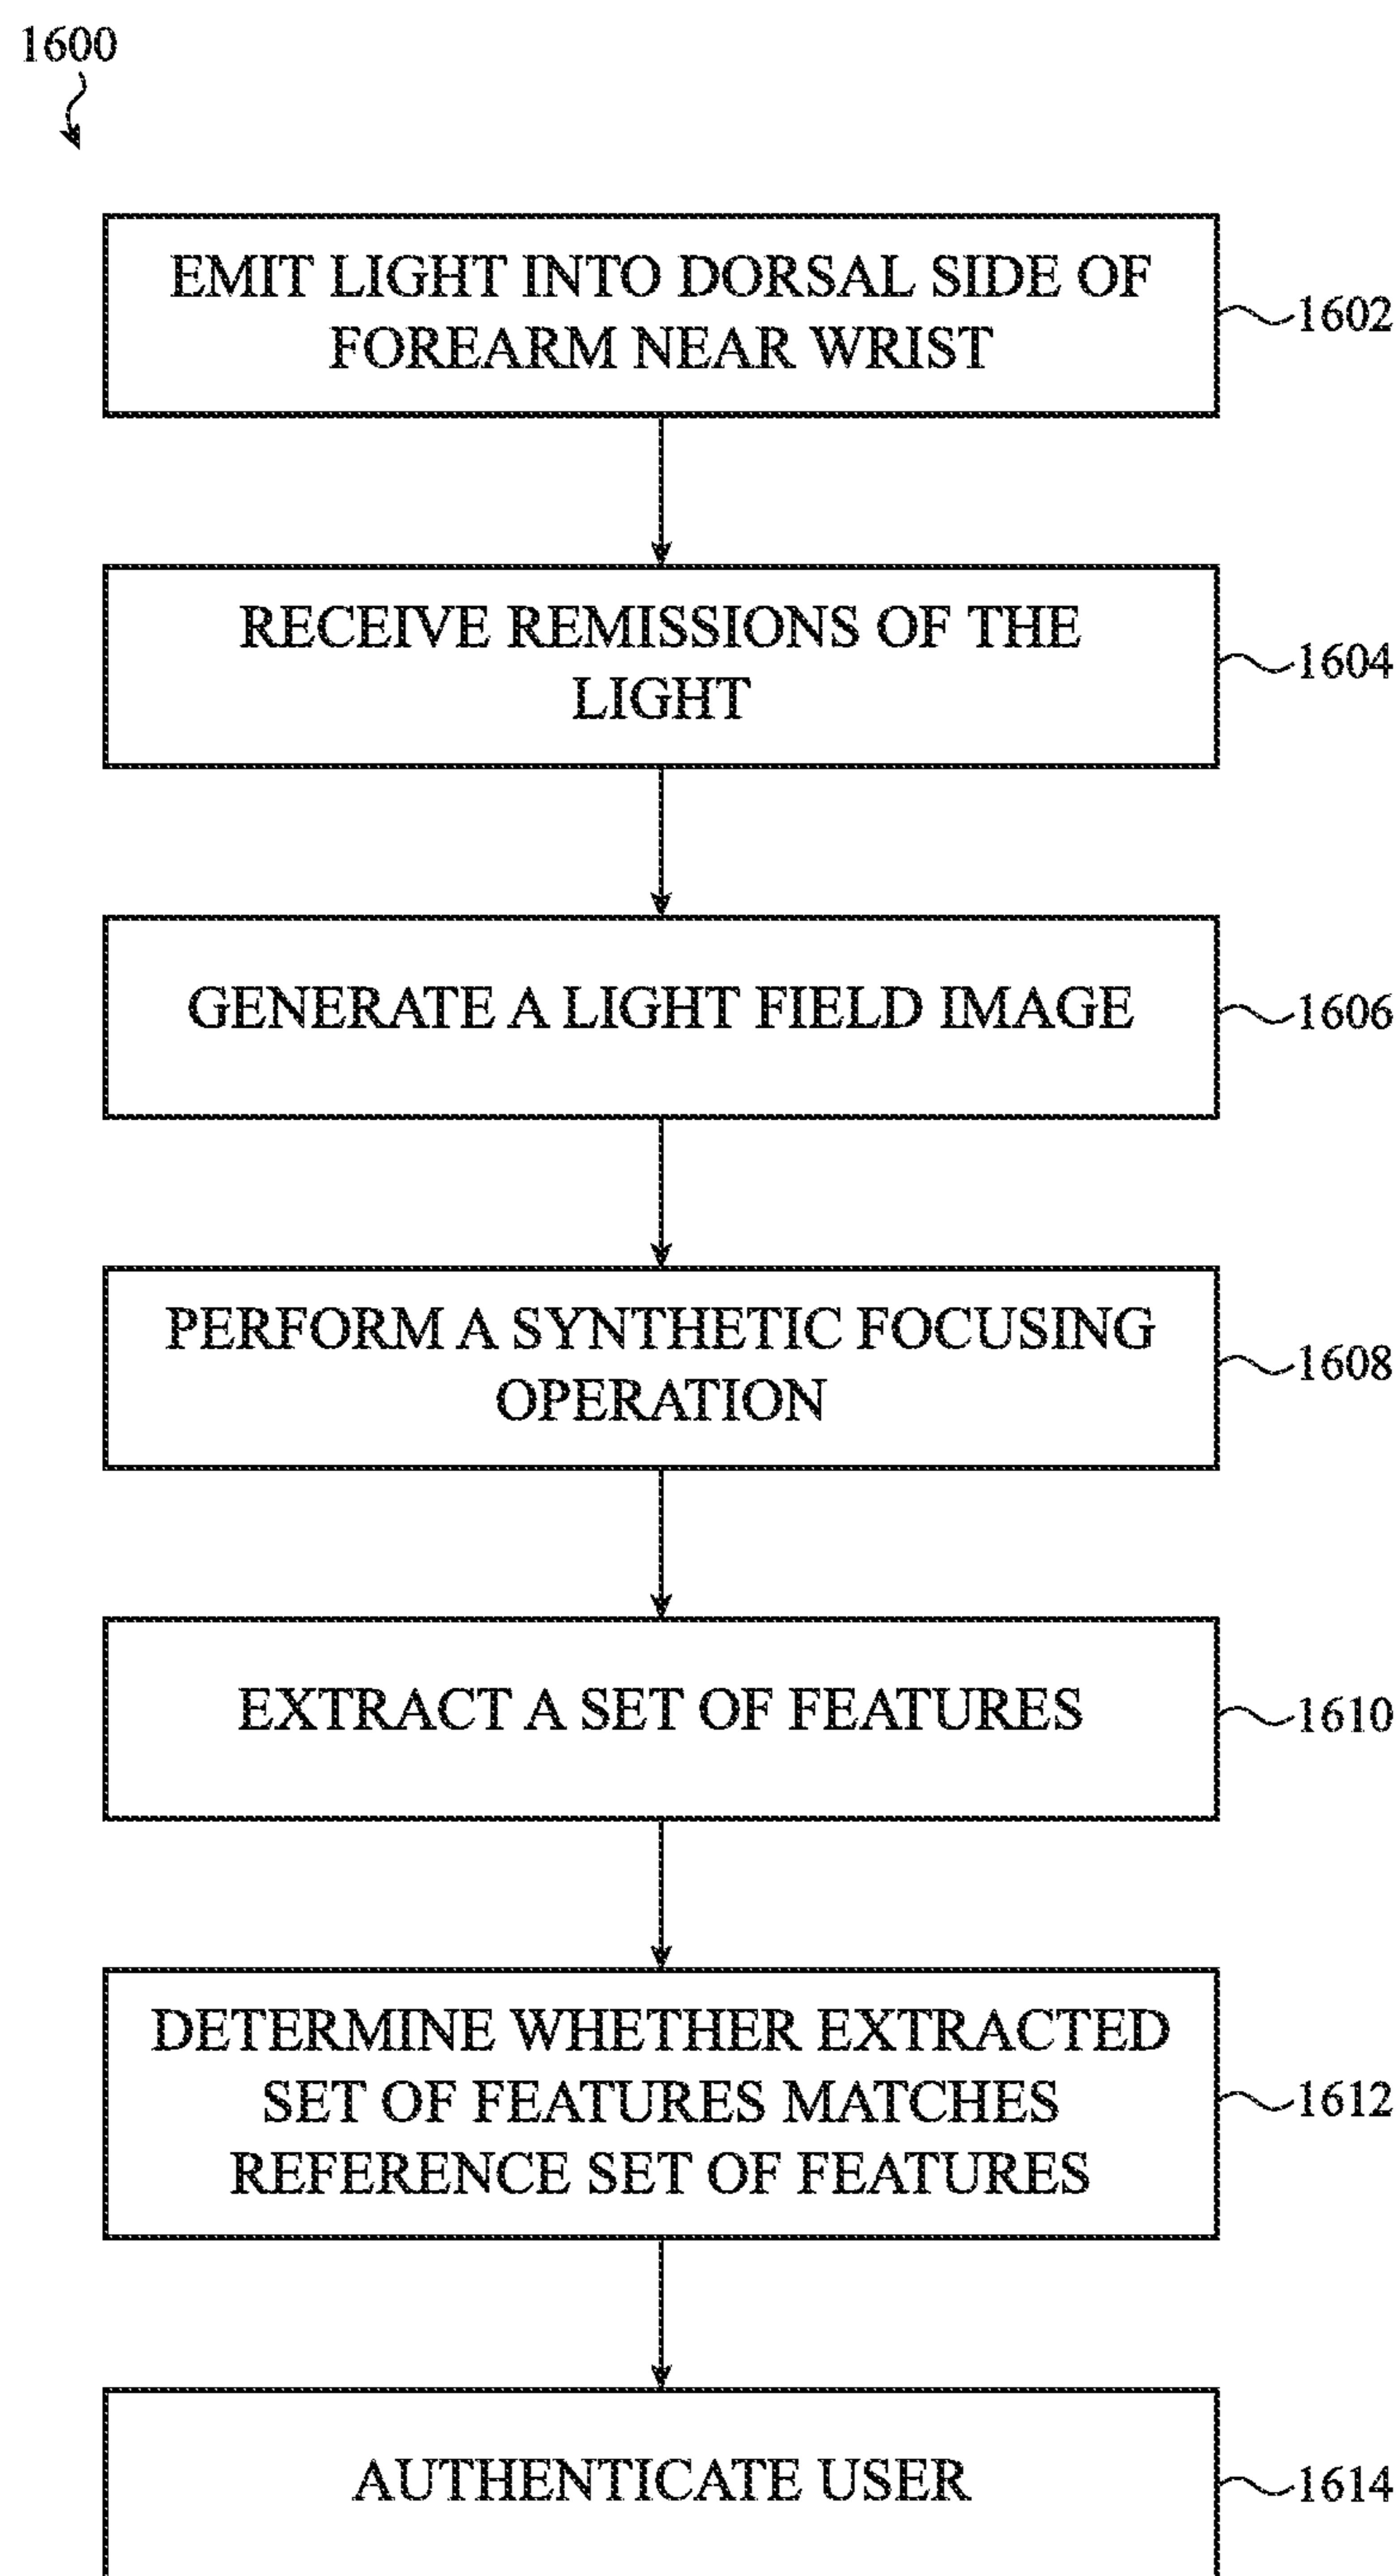 1600
EMIT LIGHT INTO DORSAL SIDE OF
FOREARM NEAR WRIST
1602
RECEIVE REMISSIONS OF THE
LIGHT
1604
GENERATE A LIGHT FIELD IMAGE
1606
PERFORM A SYNTHETIC FOCUSING
OPERATION
1608
EXTRACT A SET OF FEATURES
1610
DETERMINE WHETHER EXTRACTED
SET OF FEATURES MATCHES
REFERENCE SET OF FEATURES
1612
AUTHENTICATE USER
1614